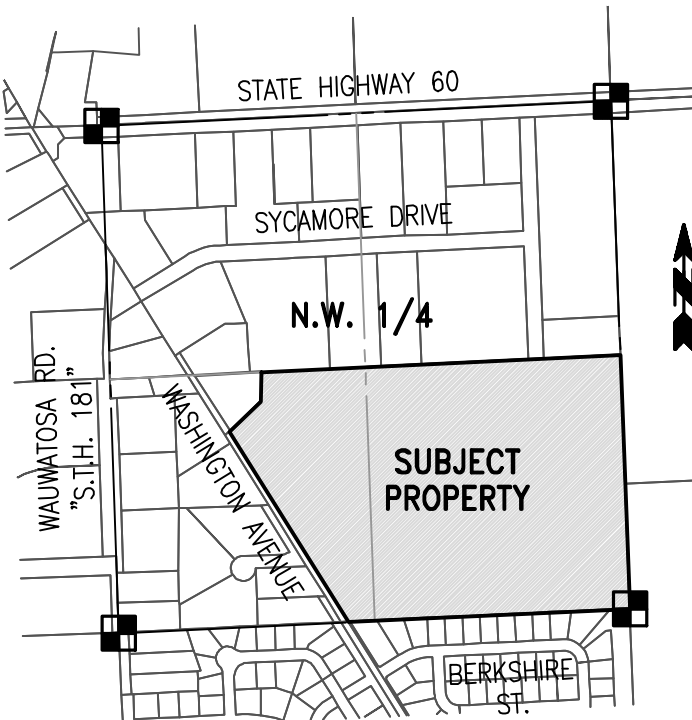 STATE HIGHWAY 60
SYCAMORE DRIVE
N.W. 1/4
N
WAUWATOSA RD.
"S.T.H. 181"
WASHINGTON AVENUE
SUBJECT
PROPERTY
BERKSHIRE
ST.